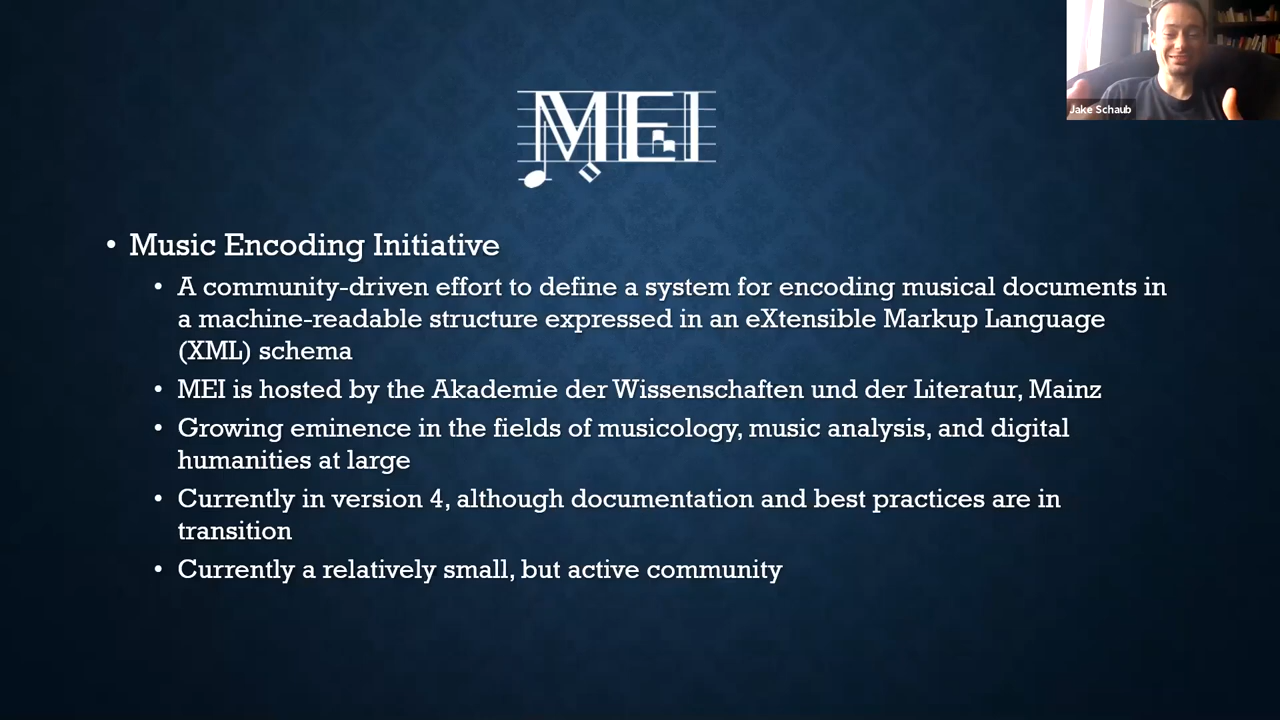 Jake Schaub
MEI
• Music Encoding Initiative
• A community-driven effort to define a system for encoding musical documents in
a machine-readable structure expressed in an eXtensible Markup Language
(XML) schema
• MEI is hosted by the Akademie der Wissenschaften und der Literatur, Mainz
• Growing eminence in the fields of musicology, music analysis, and digital
humanities at large
• Currently in version 4, although documentation and best practices are in
transition
• Currently a relatively small, but active community